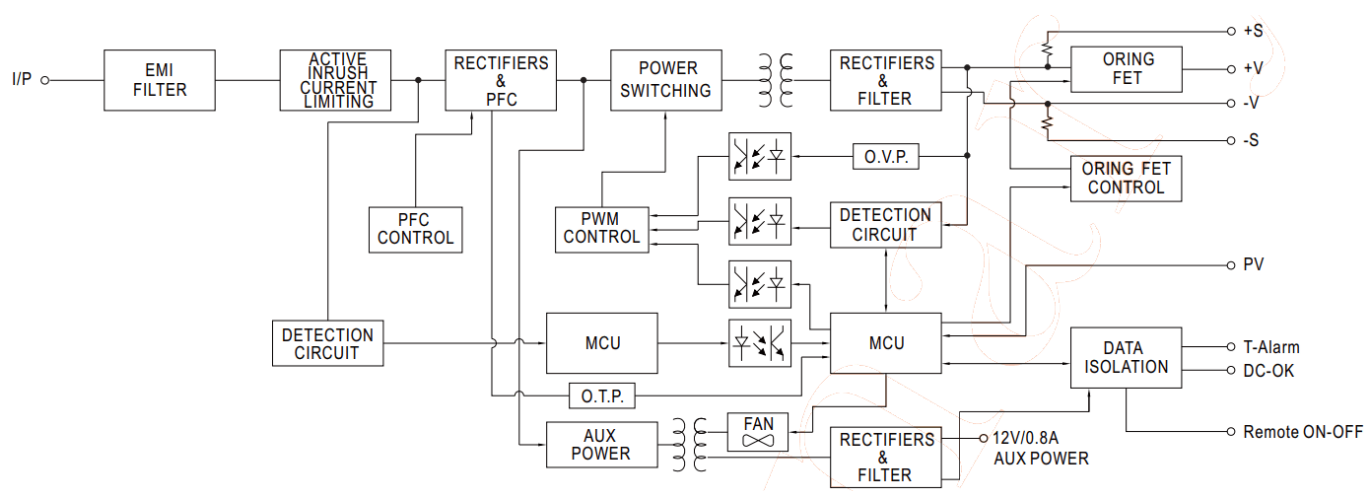 +S
I/P
EMI
FILTER
ACTIVE
INRUSH
CURRENT
LIMITING
RECTIFIERS
&
PFC
POWER
SWITCHING
RECTIFIERS
&
FILTER
ORING
FET
+V
-V
-S
O.V.P.
ORING FET
CONTROL
PFC
CONTROL
PWM
CONTROL
DETECTION
CIRCUIT
PV
DETECTION
CIRCUIT
MCU
MCU
DATA
ISOLATION
T-Alarm
DC-OK
O.T.P.
AUX
POWER
FAN
RECTIFIERS
&
FILTER
12V/0.8A
AUX POWER
Remote ON-OFF